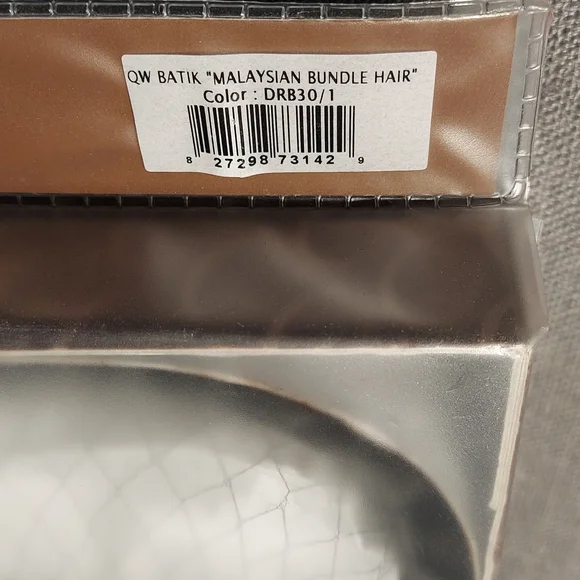 QW BATIK "MALAYSIAN BUNDLE HAIR"
Color : DRB30/1
8 27298 73142 9